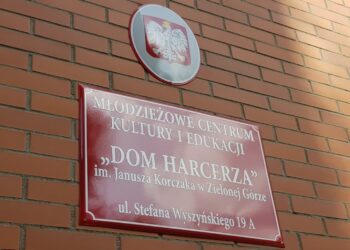 MŁODZIEŻOWE CENTRUM
KULTURY I EDUKACJI
„DOM HARCERZA"
im. Janusza Korczaka w Zielonej Górze
ul. Stefana Wyszyńskiego 19 A